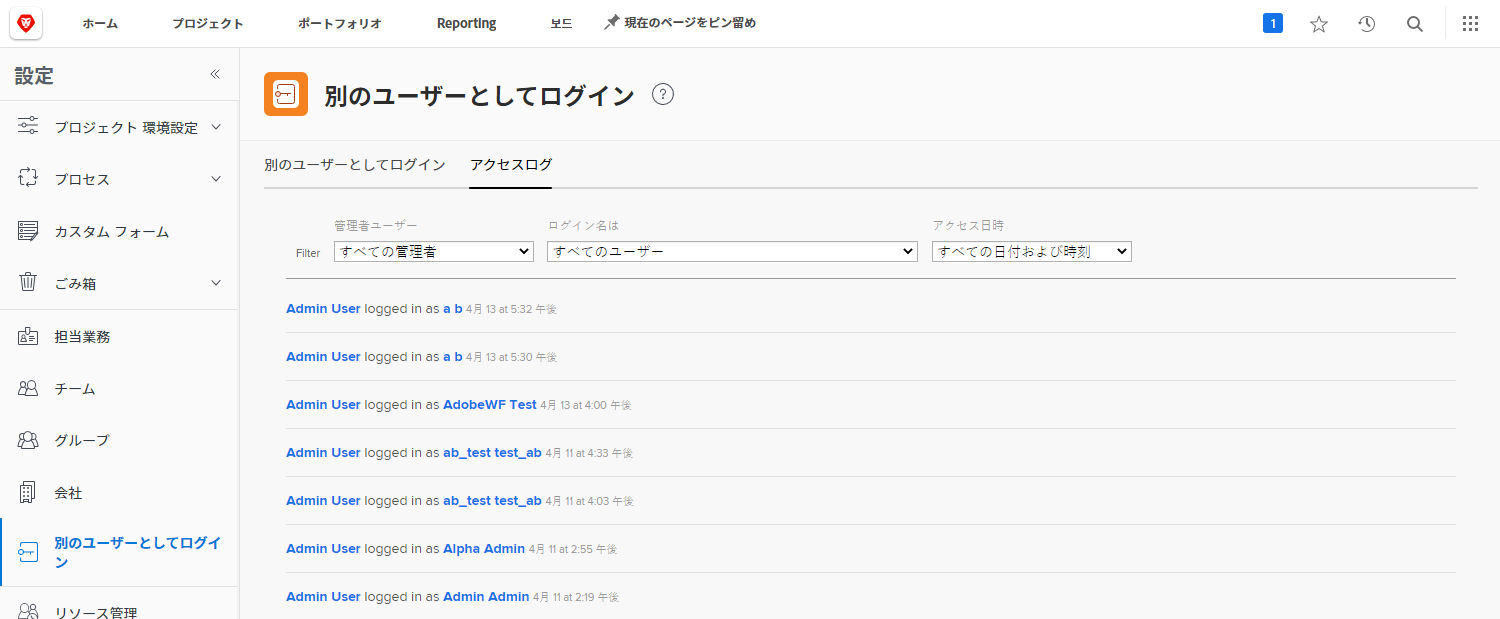 ホーム プロジェクト ポートフォリオ Reporting 보드 現在のページをピン留め 1
設定
別のユーザーとしてログイン ?
プロジェクト 環境設定
プロセス
カスタム フォーム
ごみ箱
担当業務
チーム
グループ
会社
別のユーザーとしてログイ
ン
リソース管理
別のユーザーとしてログイン アクセスログ
管理者ユーザー ログイン名は アクセス日時
Filter すべての管理者 すべてのユーザー すべての日付および時刻
Admin User logged in as a b 4月 13 at 5:32 午後
Admin User logged in as a b 4月 13 at 5:30 午後
Admin User logged in as AdobeWF Test 4月 13 at 4:00 午後
Admin User logged in as ab_test test_ab 4月 11 at 4:33 午後
Admin User logged in as ab_test test_ab 4月 11 at 4:03 午後
Admin User logged in as Alpha Admin 4月 11 at 2:55 午後
Admin User logged in as Admin Admin 4月 11 at 2:19 午後